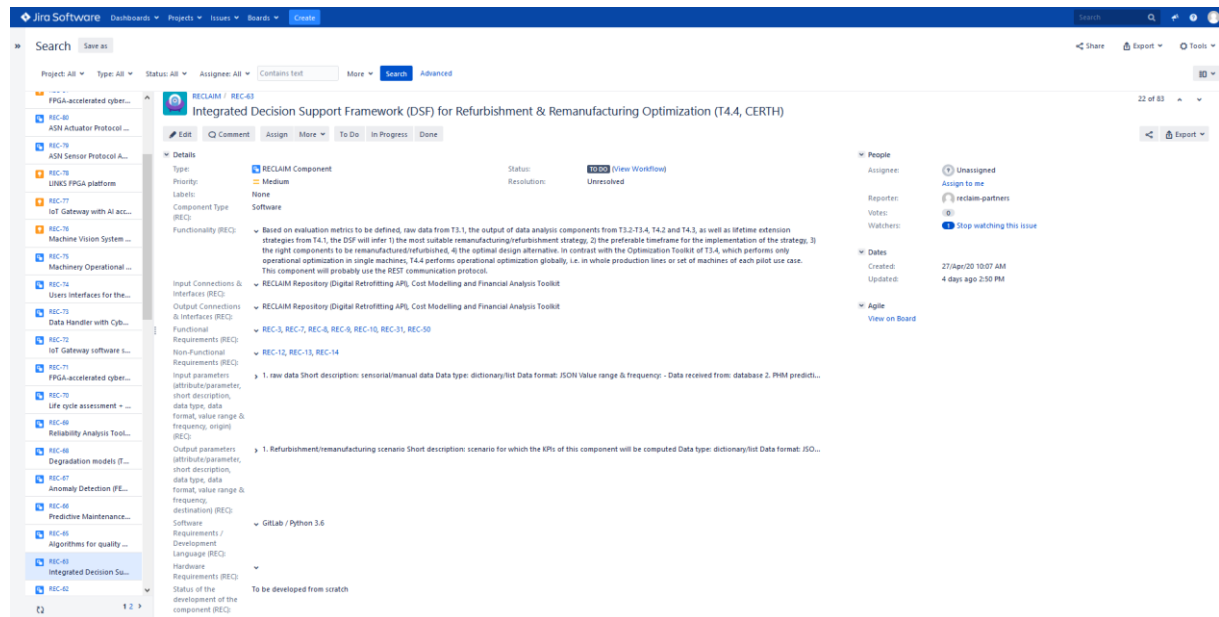 Jira Software Dashboards Projects Issues Boards Create Search
Search Save as Share Export Tools
Project: All Type: All Status: All Assignee: All Contains text More Search Advanced
FPGA-accelerated cyber...
REC-80
ASN Actuator Protocol ...
REC-79
ASN Sensor Protocol A...
REC-78
LINKS FPGA platform
REC-77
IoT Gateway with AI acc...
REC-76
Machine Vision System ...
REC-75
Machinery Operational ...
REC-74
Users Interfaces for the...
REC-73
Data Handler with Cyb...
REC-72
IoT Gateway software s...
REC-71
FPGA-accelerated cyber...
REC-70
Life cycle assessment + ...
REC-69
Reliability Analysis Tool...
REC-68
Degradation models (T...
REC-67
Anomaly Detection (FE...
REC-66
Predictive Maintenance...
REC-65
Algorithms for quality ...
REC-63
Integrated Decision Su...
REC-62
1 2
RECLAIM / REC-63
22 of 83
Integrated Decision Support Framework (DSF) for Refurbishment & Remanufacturing Optimization (T4.4, CERTH)
Edit Comment Assign More To Do In Progress Done Export
Details
Type: RECLAIM Component Status: TO DO (View Workflow)
Priority: Medium Resolution: Unresolved
Labels: None
Component Type Software
(REC):
Functionality (REC): Based on evaluation metrics to be defined, raw data from T3.1, the output of data analysis components from T3.2-T3.4, T4.2 and T4.3, as well as lifetime extension
strategies from T4.1, the DSF will infer 1) the most suitable remanufacturing/refurbishment strategy, 2) the preferable timeframe for the implementation of the strategy, 3)
the right components to be remanufactured/refurbished, 4) the optimal design alternative. In contrast with the Optimization Toolkit of T3.4, which performs only
operational optimization in single machines, T4.4 performs operational optimization globally, i.e. in whole production lines or set of machines of each pilot use case.
This component will probably use the REST communication protocol.
Input Connections & RECLAIM Repository (Digital Retrofitting API), Cost Modelling and Financial Analysis Toolkit
Interfaces (REC):
Output Connections RECLAIM Repository (Digital Retrofitting API), Cost Modelling and Financial Analysis Toolkit
& Interfaces (REC):
Functional REC-3, REC-7, REC-8, REC-9, REC-10, REC-31, REC-50
Requirements (REC):
Non-Functional REC-12, REC-13, REC-14
Requirements (REC):
Input parameters 1. raw data Short description: sensorial/manual data Data type: dictionary/list Data format: JSON Value range & frequency: - Data received from: database 2. PHM predicti...
(attribute/parameter,
short description,
data type, data
format, value range &
frequency, origin)
(REC):
Output parameters 1. Refurbishment/remanufacturing scenario Short description: scenario for which the KPIs of this component will be computed Data type: dictionary/list Data format: JSO...
(attribute/parameter,
short description,
data type, data
format, value range &
frequency,
destination) (REC):
Software GitLab / Python 3.6
Requirements /
Development
Language (REC):
Hardware
Requirements (REC):
Status of the To be developed from scratch
development of the
component (REC):
People
Assignee: Unassigned
Assign to me
Reporter: reclaim-partners
Votes: 0
Watchers: 1 Stop watching this issue
Dates
Created: 27/Apr/20 10:07 AM
Updated: 4 days ago 2:50 PM
Agile
View on Board